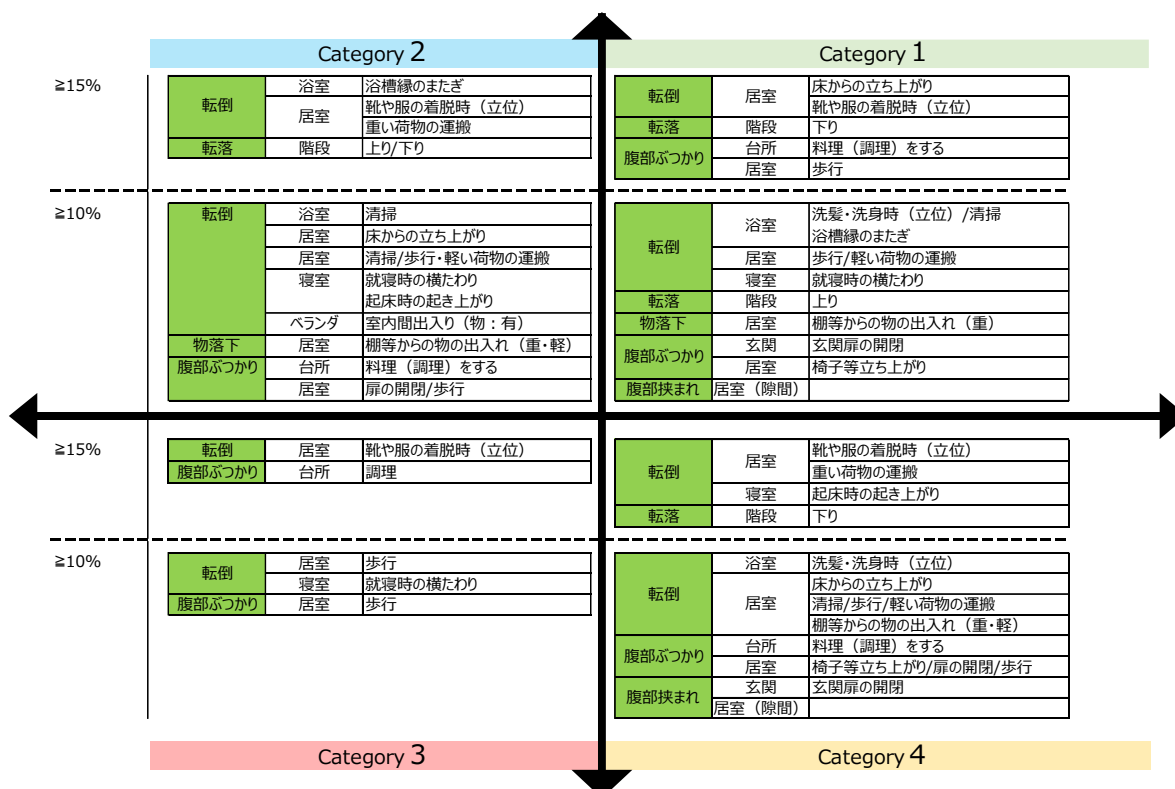 Category 2
≧15%
転倒 浴室 浴槽縁のまたぎ
居室 靴や服の着脱時（立位）
重い荷物の運搬
転落 階段 上り/下り
≧10%
転倒 浴室 清掃
居室 床からの立ち上がり
居室 清掃/歩行・軽い荷物の運搬
寝室 就寝時の横たわり
起床時の起き上がり
ベランダ 室内間出入り（物：有）
物落下 居室 棚等からの物の出入れ（重・軽）
腹部ぶつかり 台所 料理（調理）をする
居室 扉の開閉/歩行
Category 1
転倒 居室 床からの立ち上がり
靴や服の着脱時（立位）
転落 階段 下り
腹部ぶつかり 台所 料理（調理）をする
居室 歩行
転倒 浴室 洗髪・洗身時（立位）/清掃
浴槽縁のまたぎ
居室 歩行/軽い荷物の運搬
寝室 就寝時の横たわり
転落 階段 上り
物落下 居室 棚等からの物の出入れ（重）
腹部ぶつかり 玄関 玄関扉の開閉
居室 椅子等立ち上がり
腹部挟まれ 居室（隙間）
≧15%
転倒 居室 靴や服の着脱時（立位）
腹部ぶつかり 台所 調理
≧10%
転倒 居室 歩行
寝室 就寝時の横たわり
腹部ぶつかり 居室 歩行
Category 3
転倒 居室 靴や服の着脱時（立位）
重い荷物の運搬
寝室 起床時の起き上がり
転落 階段 下り
転倒 浴室 洗髪・洗身時（立位）
居室 床からの立ち上がり
清掃/歩行/軽い荷物の運搬
棚等からの物の出入れ（重・軽）
腹部ぶつかり 台所 料理（調理）をする
居室 椅子等立ち上がり/扉の開閉/歩行
腹部挟まれ 玄関 玄関扉の開閉
居室（隙間）
Category 4